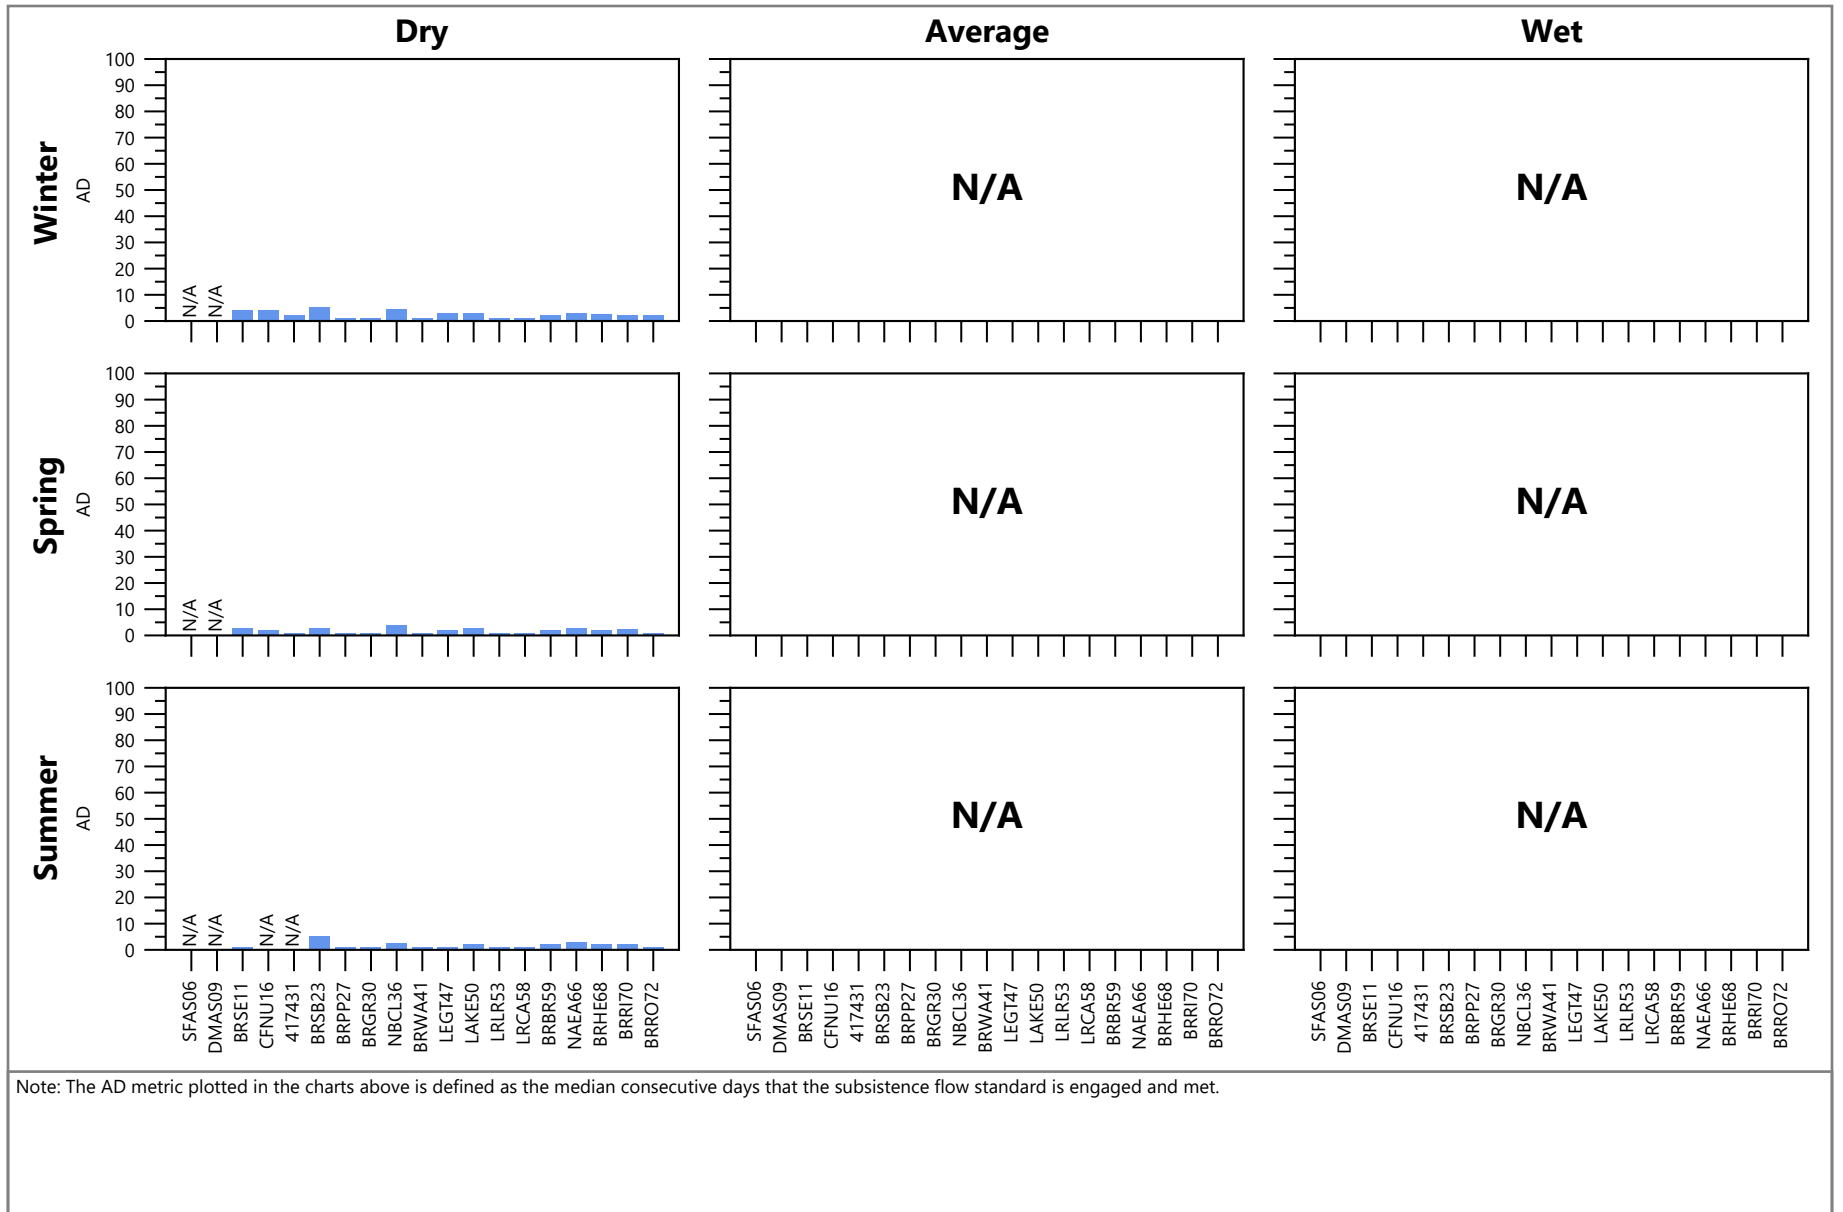 Dry Average Wet
Winter
AD
100
90
80
70
60
50
40
30
20
10
0
N/A N/A
N/A
N/A
Spring
AD
100
90
80
70
60
50
40
30
20
10
0
N/A N/A
N/A
N/A
Summer
AD
100
90
80
70
60
50
40
30
20
10
0
N/A N/A N/A N/A
N/A
N/A
SFAS06 DMAS09 BRSE11 CFNU16 417431 BRSB23 BRPP27 BRGR30 NBCL36 BRWA41 LEGT47 LAKE50 LRLR53 LRCA58 BRBR59 NAEA66 BRHE68 BRRI70 BRRO72
SFAS06 DMAS09 BRSE11 CFNU16 417431 BRSB23 BRPP27 BRGR30 NBCL36 BRWA41 LEGT47 LAKE50 LRLR53 LRCA58 BRBR59 NAEA66 BRHE68 BRRI70 BRRO72
SFAS06 DMAS09 BRSE11 CFNU16 417431 BRSB23 BRPP27 BRGR30 NBCL36 BRWA41 LEGT47 LAKE50 LRLR53 LRCA58 BRBR59 NAEA66 BRHE68 BRRI70 BRRO72
Note: The AD metric plotted in the charts above is defined as the median consecutive days that the subsistence flow standard is engaged and met.